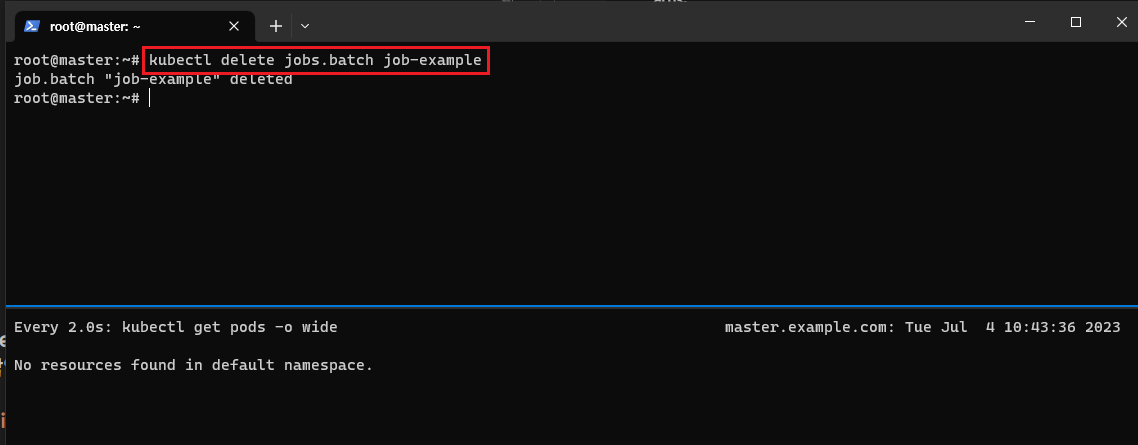 root@master: ~
root@master:~# kubectl delete jobs.batch job-example
job.batch "job-example" deleted
root@master:~#
Every 2.0s: kubectl get pods -o wide master.example.com: Tue Jul  4 10:43:36 2023
No resources found in default namespace.